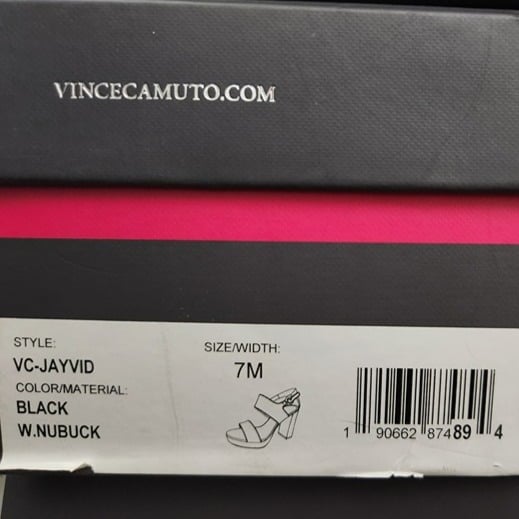 VINCECAMUTO.COM
STYLE:
VC-JAYVID
COLOR/MATERIAL:
BLACK
W.NUBUCK
SIZE/WIDTH:
7M
1 90662 87489 4